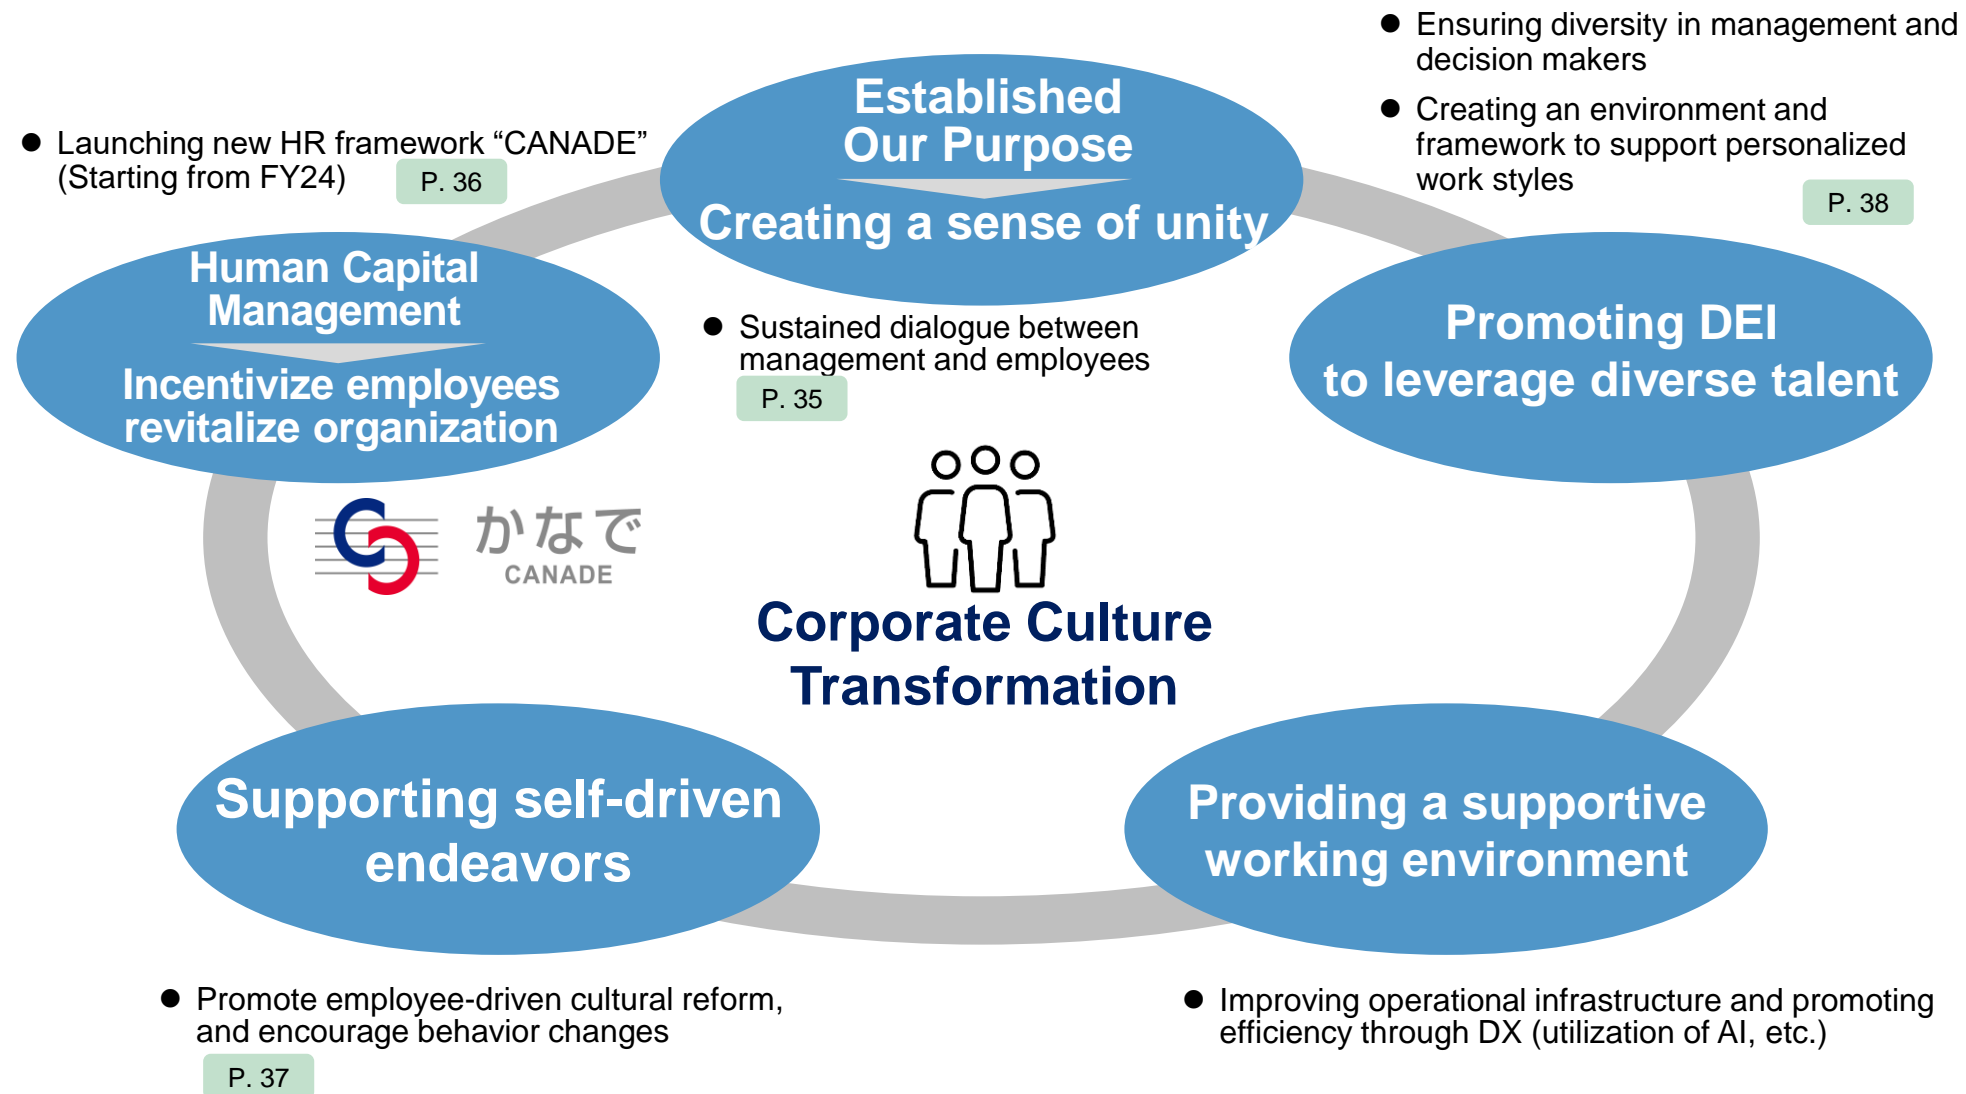 Established
Our Purpose
Creating a sense of unity
● Sustained dialogue between
management and employees
P. 35
● Ensuring diversity in management and
decision makers
● Creating an environment and
framework to support personalized
work styles
P. 38
Promoting DEI
to leverage diverse talent
● Launching new HR framework “CANADE”
(Starting from FY24)
P. 36
Human Capital
Management
Incentivize employees
revitalize organization
かなで
CANADE
Corporate Culture
Transformation
Supporting self-driven
endeavors
● Promote employee-driven cultural reform,
and encourage behavior changes
P. 37
Providing a supportive
working environment
● Improving operational infrastructure and promoting
efficiency through DX (utilization of AI, etc.)